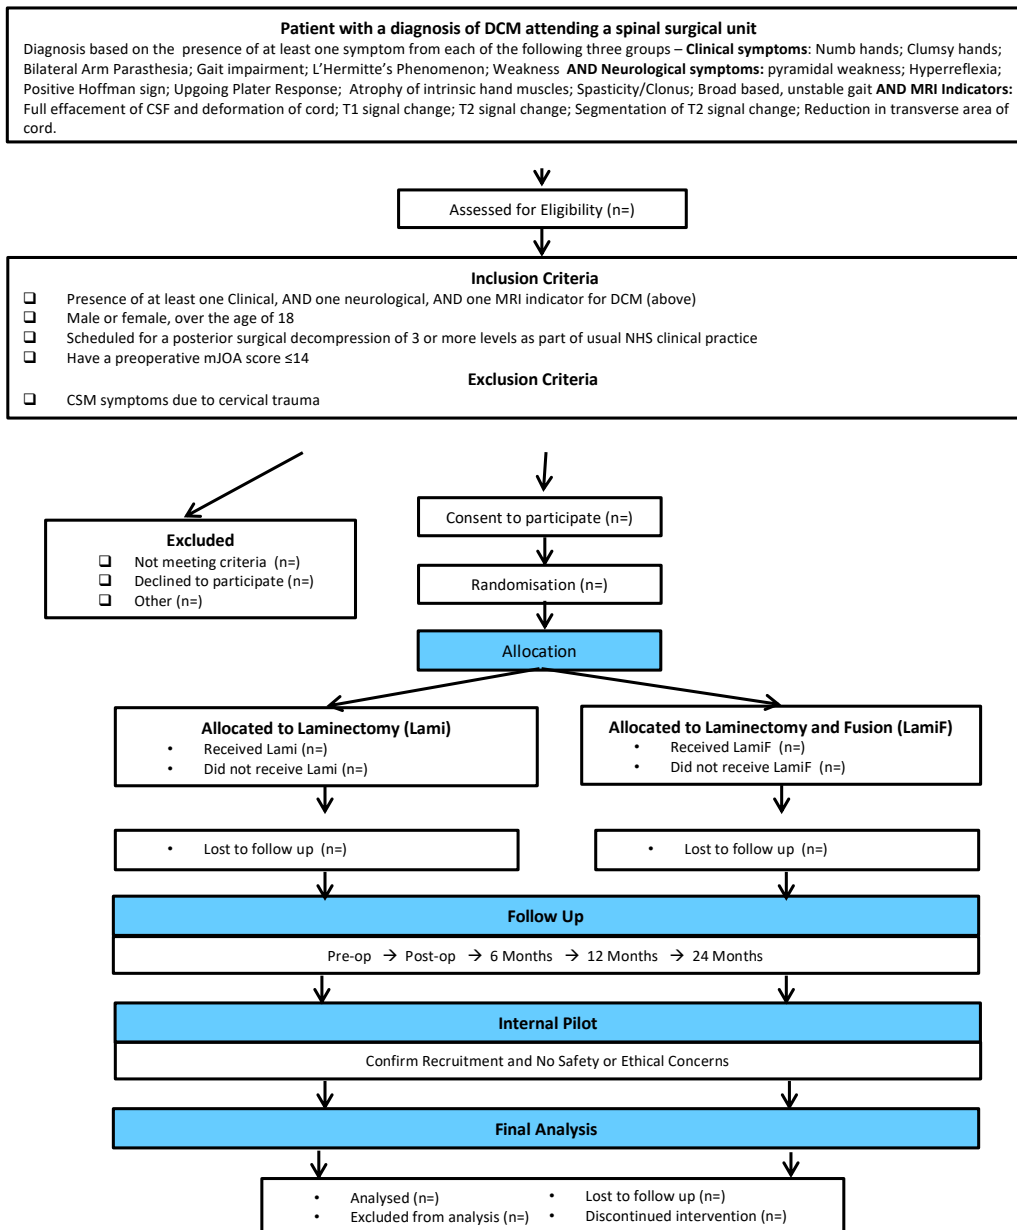 Patient with a diagnosis of DCM attending a spinal surgical unit
Diagnosis based on the presence of at least one symptom from each of the following three groups – Clinical symptoms: Numb hands; Clumsy hands;
Bilateral Arm Parasthesia; Gait impairment; L'Hermitte's Phenomenon; Weakness AND Neurological symptoms: pyramidal weakness; Hyperreflexia;
Positive Hoffman sign; Upgoing Plater Response; Atrophy of intrinsic hand muscles; Spasticity/Clonus; Broad based, unstable gait AND MRI Indicators:
Full effacement of CSF and deformation of cord; T1 signal change; T2 signal change; Segmentation of T2 signal change; Reduction in transverse area of
cord.
Assessed for Eligibility (n=)
Inclusion Criteria
❑ Presence of at least one Clinical, AND one neurological, AND one MRI indicator for DCM (above)
❑ Male or female, over the age of 18
❑ Scheduled for a posterior surgical decompression of 3 or more levels as part of usual NHS clinical practice
❑ Have a preoperative mJOA score ≤14
Exclusion Criteria
❑ CSM symptoms due to cervical trauma
Excluded
❑ Not meeting criteria (n=)
❑ Declined to participate (n=)
❑ Other (n=)
Consent to participate (n=)
Randomisation (n=)
Allocation
Allocated to Laminectomy (Lami)
• Received Lami (n=)
• Did not receive Lami (n=)
Allocated to Laminectomy and Fusion (LamiF)
• Received LamiF (n=)
• Did not receive LamiF (n=)
• Lost to follow up (n=)
• Lost to follow up (n=)
Follow Up
Pre-op → Post-op → 6 Months → 12 Months → 24 Months
Internal Pilot
Confirm Recruitment and No Safety or Ethical Concerns
Final Analysis
• Analysed (n=)
• Excluded from analysis (n=)
• Lost to follow up (n=)
• Discontinued intervention (n=)